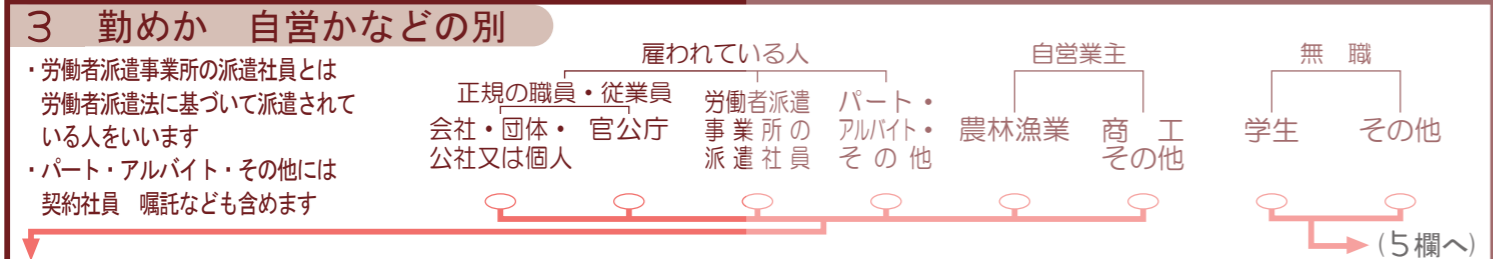 3 勤めか 自営かなどの別
・労働者派遣事業所の派遣社員とは
労働者派遣法に基づいて派遣されて
いる人をいいます
・パート・アルバイト・その他には
契約社員 嘱託なども含めます
雇われている人
正規の職員・従業員
会社・団体・
公社又は個人
官公庁
労働者派遣
事業所の
派遣社員
パート・
アルバイト・
その他
自営業主
農林漁業
商工
その他
無職
学生
その他
(5欄へ)